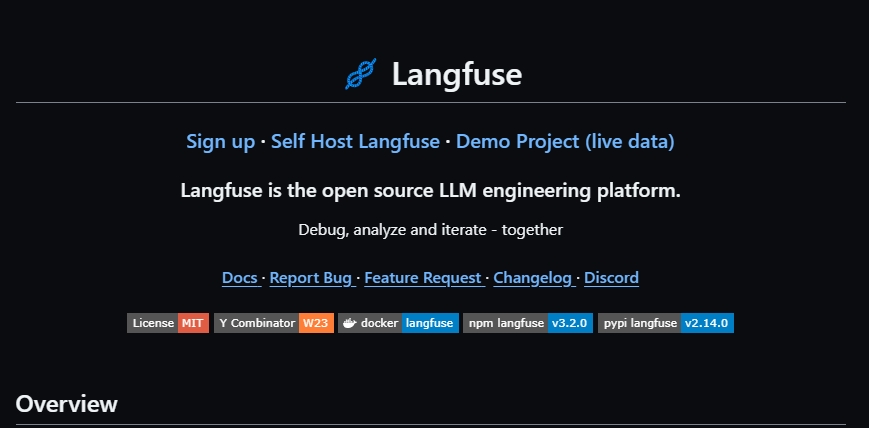 Langfuse
Sign up · Self Host Langfuse · Demo Project (live data)
Langfuse is the open source LLM engineering platform.
Debug, analyze and iterate - together
Docs · Report Bug · Feature Request · Changelog · Discord
License MIT Y Combinator W23 docker langfuse npm langfuse v3.2.0 pypi langfuse v2.14.0
Overview